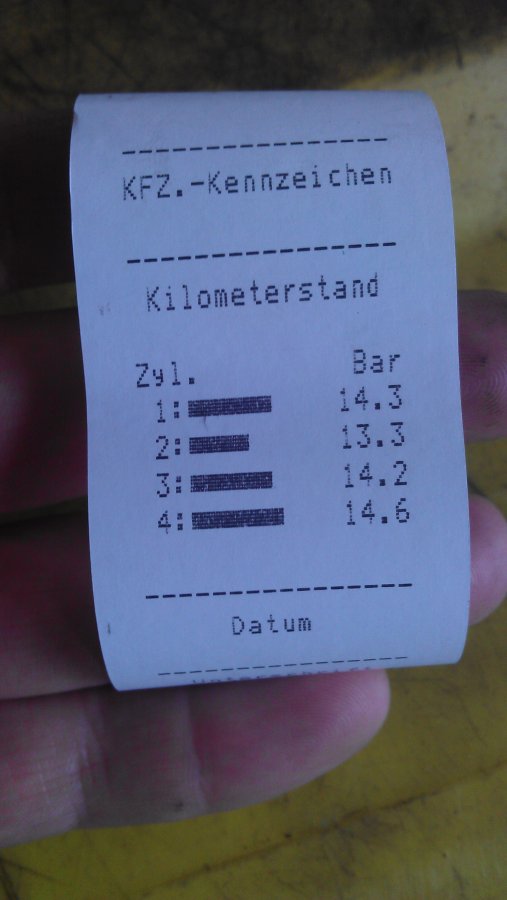 ----------------
KFZ.-Kennzeichen
----------------
Kilometerstand
Zyl. Bar
1: 14.3
2: 13.3
3: 14.2
4: 14.6
----------------
Datum
----------------